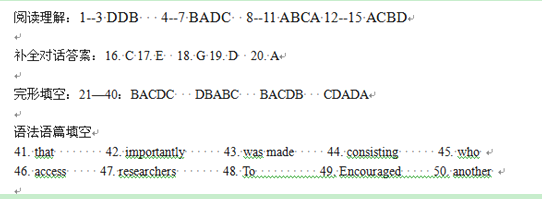 阅读理解：1--3 DDB 4--7 BADC 8--11 ABCA 12--15 ACBD
补全对话答案：16. C 17. E 18. G 19. D 20. A
完形填空：21—40：BACDC DBABC BACDB CDADA
语法语篇填空
41. that 42. importantly 43. was made 44. consisting 45. who
46. access 47. researchers 48. To 49. Encouraged 50. another